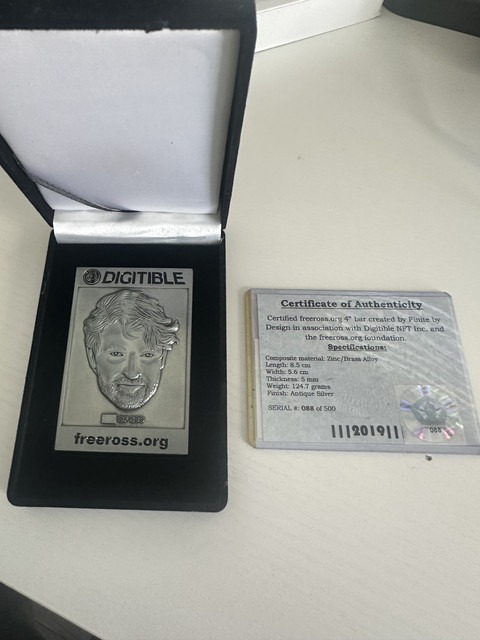 DIGITIBLE
freeross.org
Certificate of Authenticity
Certified freeross.org 4" bar created by Finite by
Design in association with Digitible NFT Inc. and
the freeross.org foundation.
Specifications:
Composite material: Zinc/Brass Alloy
Length: 8.5 cm
Width: 5.6 cm
Thickness: 5 mm
Weight: 124.7 grams
Finish: Antique Silver
SERIAL #: 088 of 500
|||2019||
088